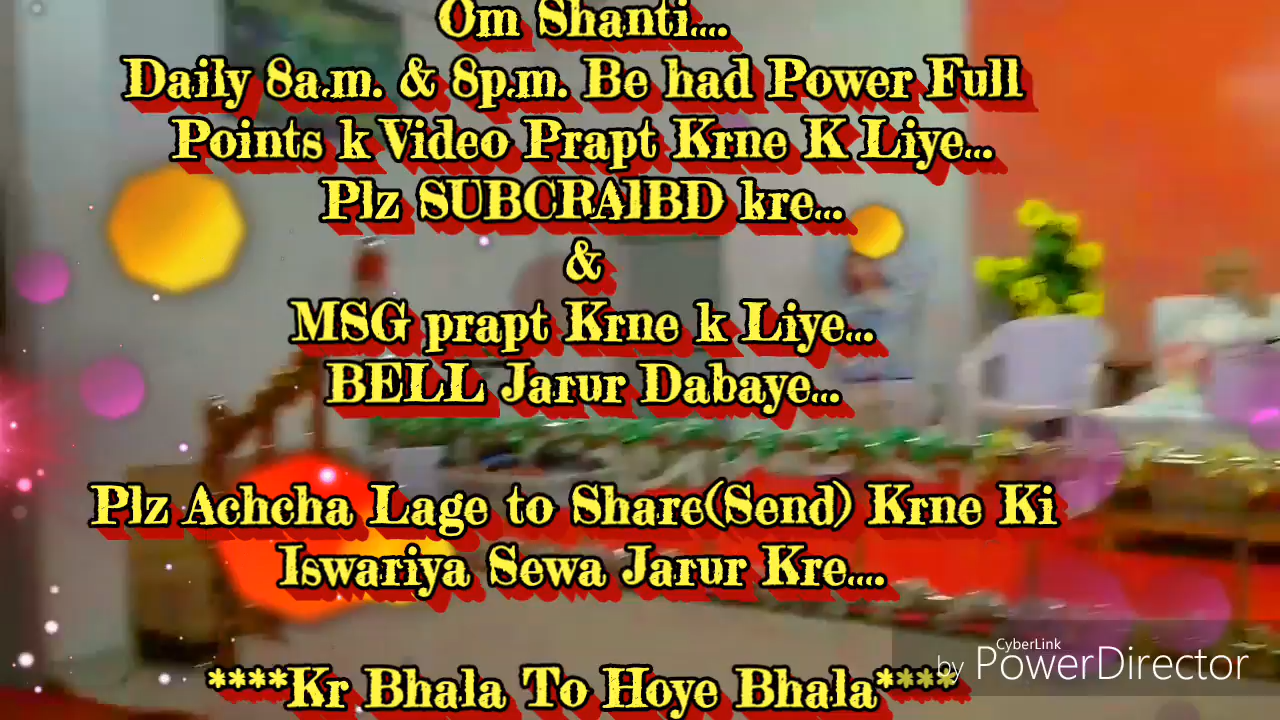 Om Shanti....
Daily 8a.m. & 8p.m. Be had Power Full
Points k Video Prapt Krne K Liye...
Plz SUBCRAIBD kre...
&
MSG prapt Krne k Liye...
BELL Jarur Dabaye...
Plz Achcha Lage to Share(Send) Krne Ki
Iswariya Sewa Jarur Kre....
****Kr Bhala To Hoye Bhala****
CyberLink
by PowerDirector